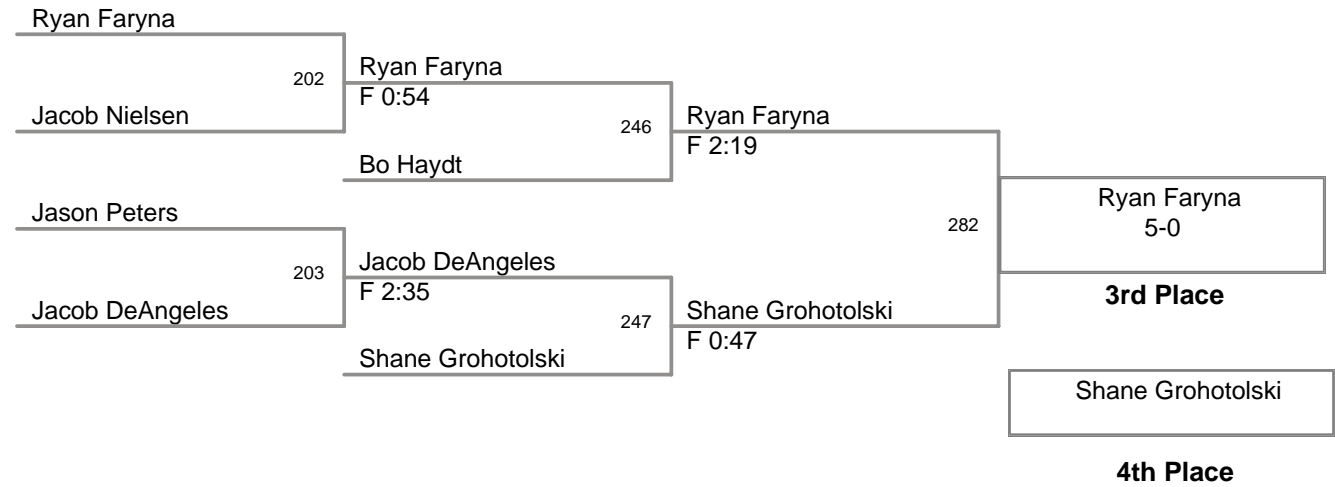 Ryan Faryna
202
Jacob Nielsen
Ryan Faryna
F 0:54
246
Bo Haydt
Ryan Faryna
F 2:19
Jason Peters
203
Jacob DeAngeles
Jacob DeAngeles
F 2:35
247
Shane Grohotolski
Shane Grohotolski
F 0:47
282
Ryan Faryna
5-0
3rd Place
Shane Grohotolski
4th Place